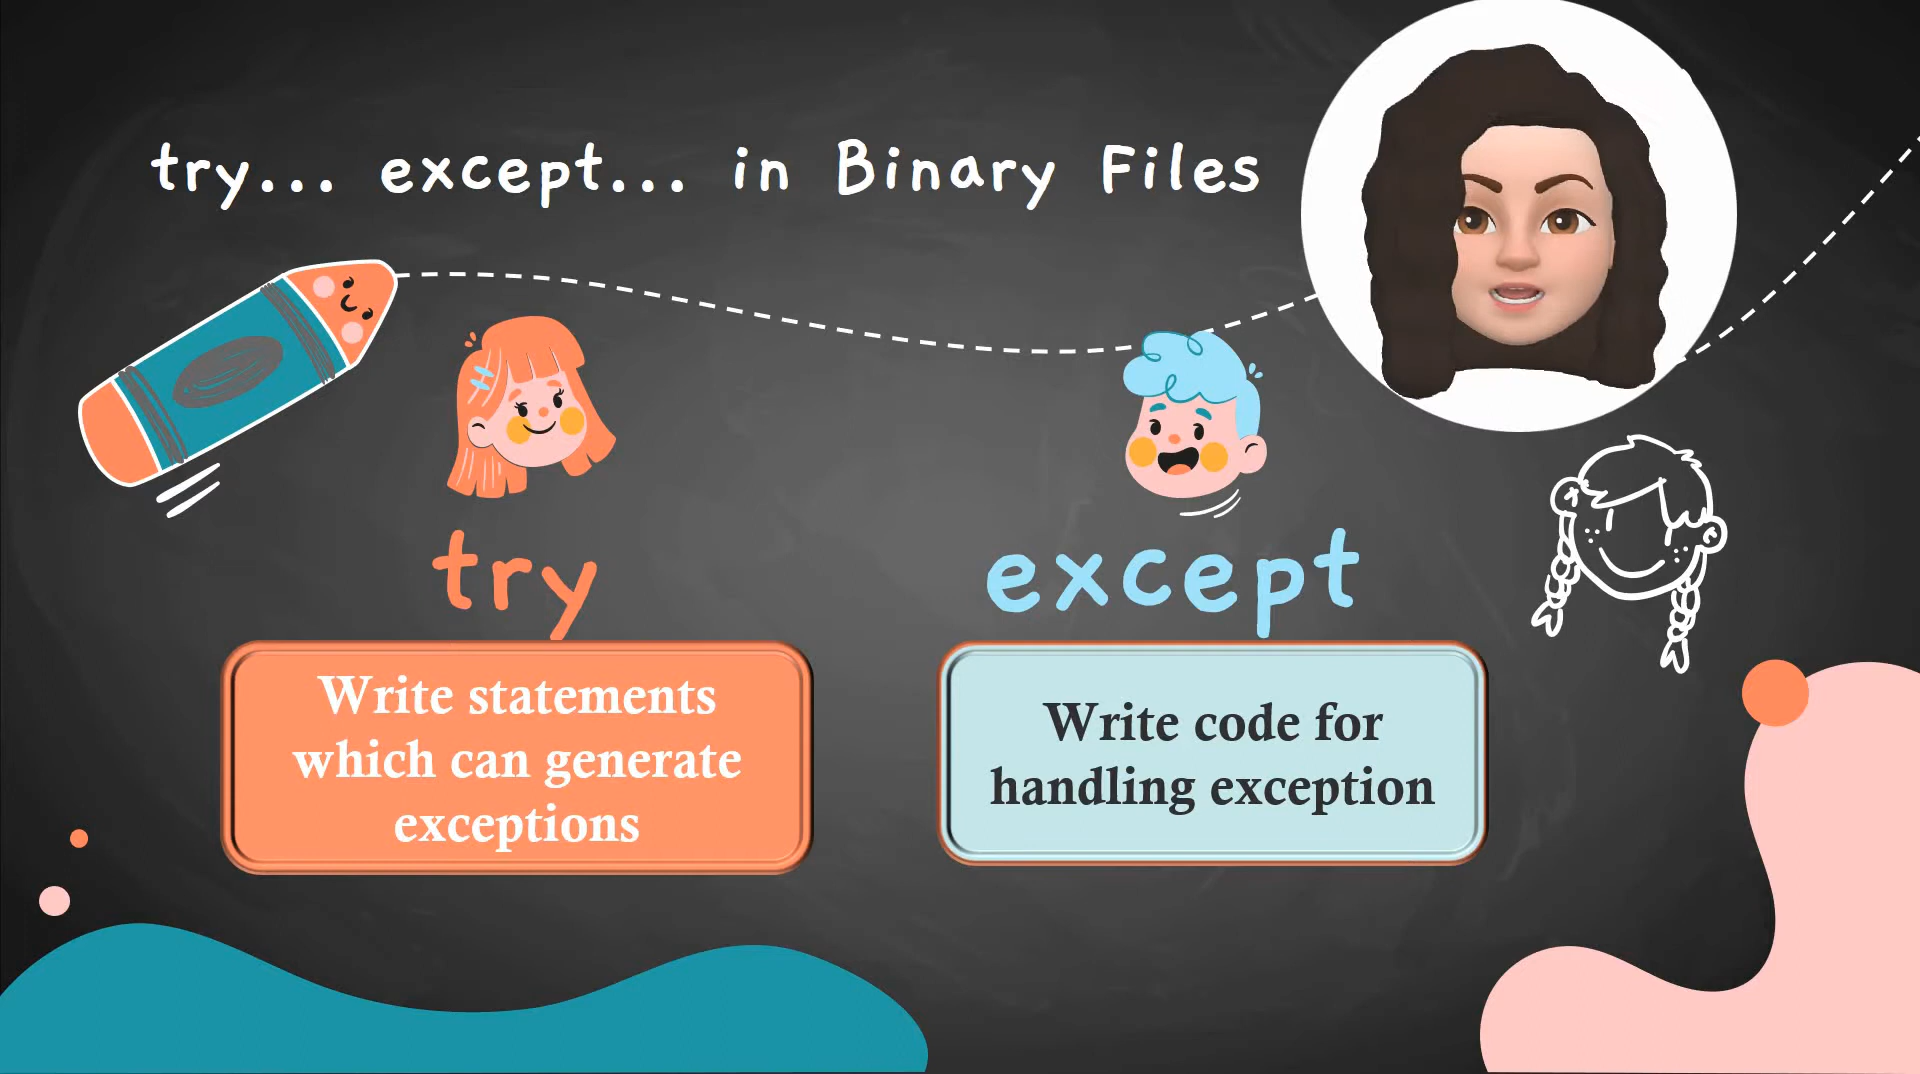 try... except... in Binary Files
try
Write statements
which can generate
exceptions
except
Write code for
handling exception